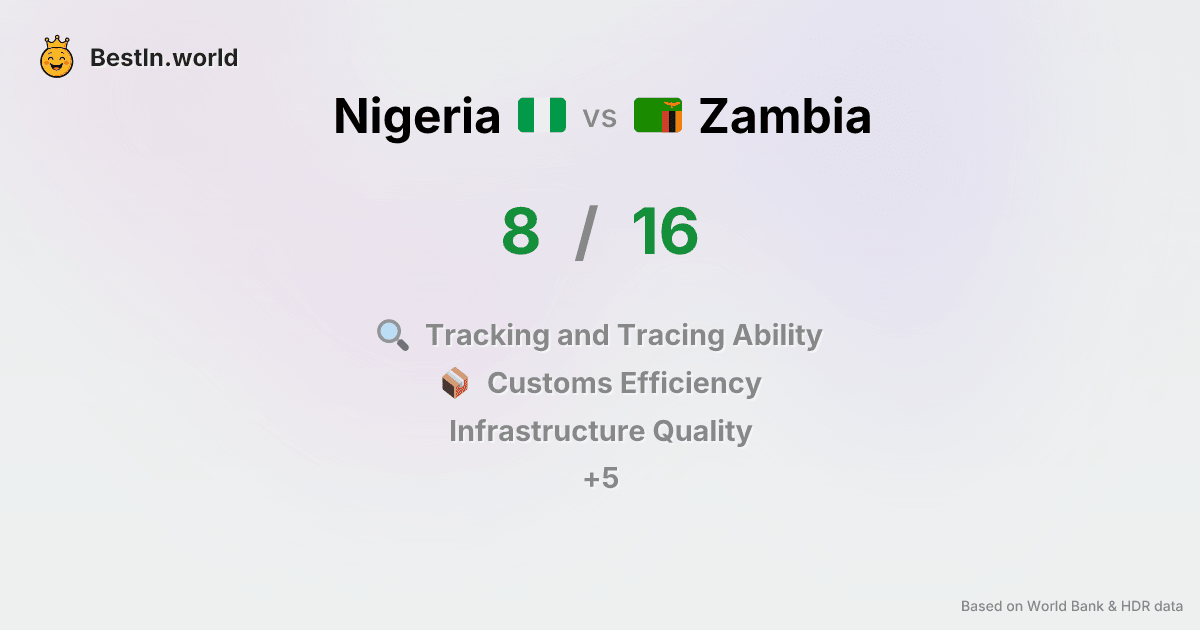 BestIn.world
Nigeria vs Zambia
8 / 16
Tracking and Tracing Ability
Customs Efficiency
Infrastructure Quality
+5
Based on World Bank & HDR data